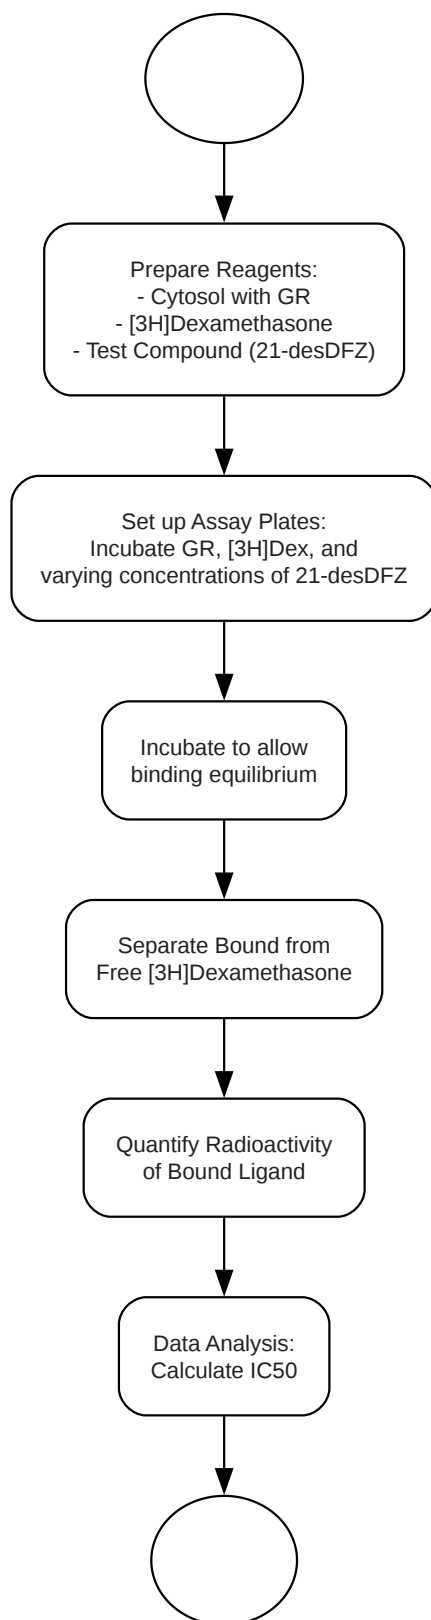 Prepare Reagents:
- Cytosol with GR
- [3H]Dexamethasone
- Test Compound (21-desDFZ)
Set up Assay Plates:
Incubate GR, [3H]Dex, and
varying concentrations of 21-desDFZ
Incubate to allow
binding equilibrium
Separate Bound from
Free [3H]Dexamethasone
Quantify Radioactivity
of Bound Ligand
Data Analysis:
Calculate IC50